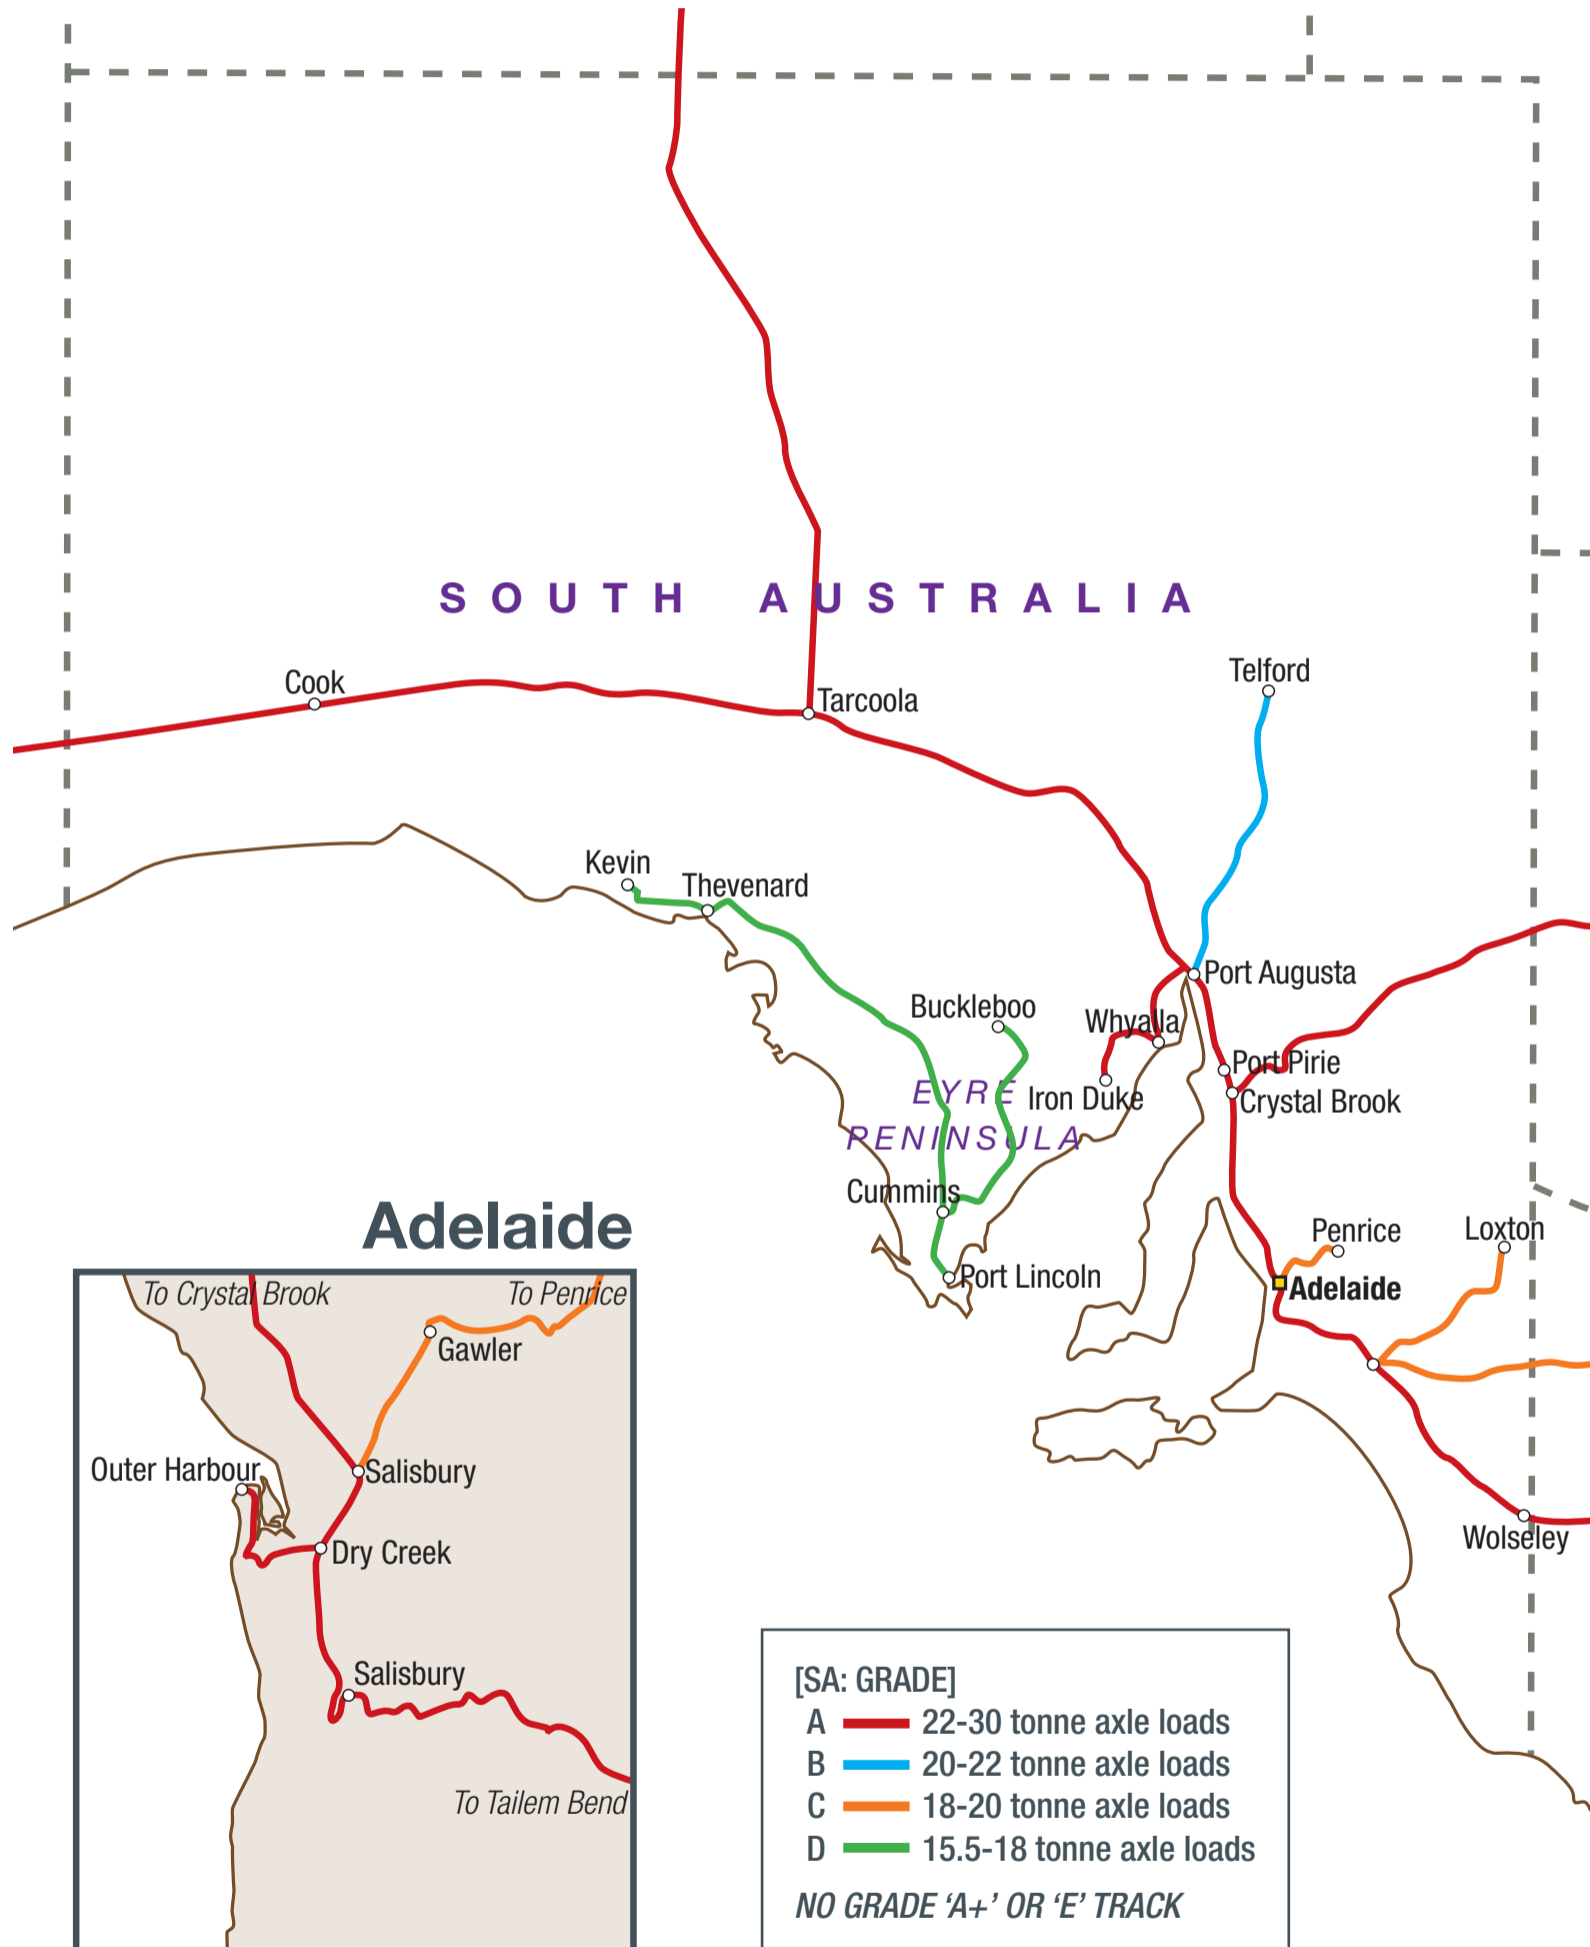 SOUTH AUSTRALIA
Cook
Tarcoola
Telford
Kevin
Thevenard
Port Augusta
Buckleboo
Whyalla
Port Pirie
EYRE
Iron Duke
Crystal Brook
PENINSULA
Cummins
Penrice
Loxton
Port Lincoln
Adelaide
Wolseley
Adelaide
To Crystal Brook
To Penrice
Gawler
Outer Harbour
Salisbury
Dry Creek
Salisbury
To Tailem Bend
[SA: GRADE]
A 22-30 tonne axle loads
B 20-22 tonne axle loads
C 18-20 tonne axle loads
D 15.5-18 tonne axle loads
NO GRADE ‘A+’ OR ‘E’ TRACK